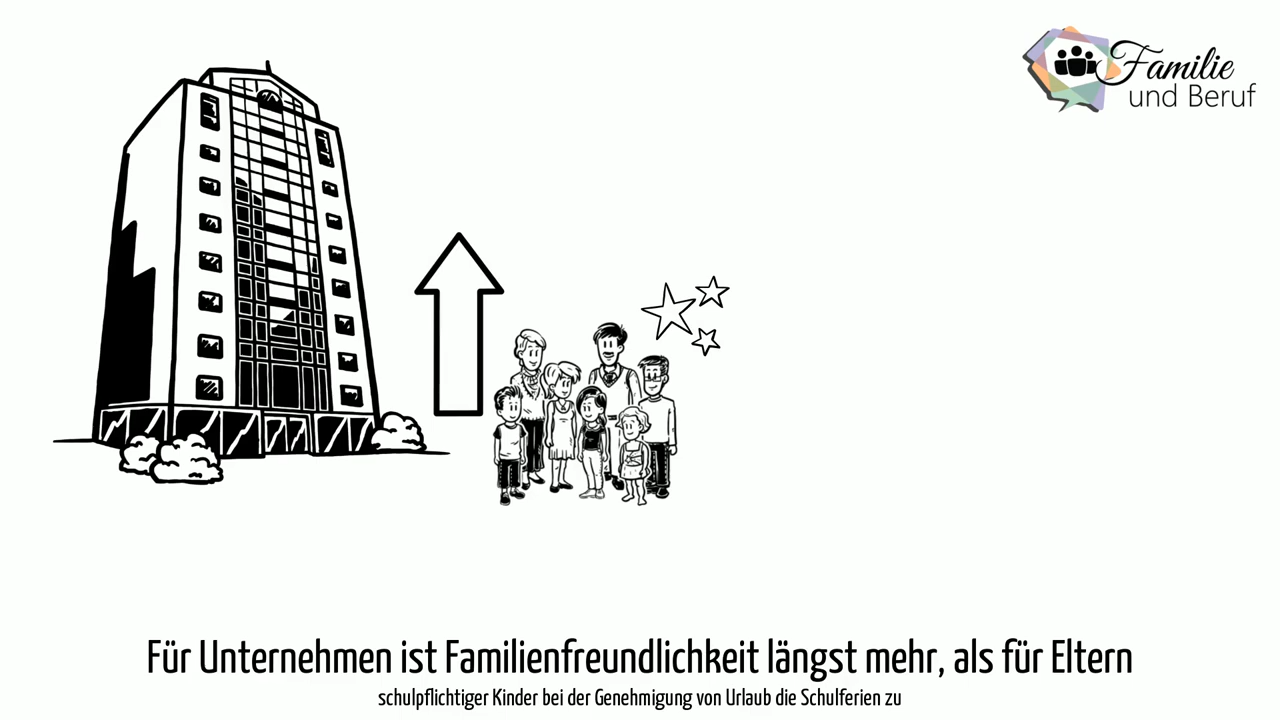 Familie
und Beruf
Für Unternehmen ist Familienfreundlichkeit längst mehr, als für Eltern
schulpflichtiger Kinder bei der Genehmigung von Urlaub die Schulferien zu